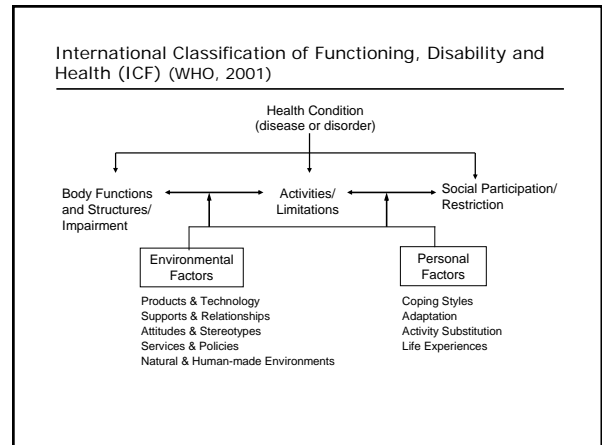 International Classification of Functioning, Disability and
Health (ICF) (WHO, 2001)
Health Condition
(disease or disorder)
Body Functions
and Structures/
Impairment
Activities/
Limitations
Social Participation/
Restriction
Environmental
Factors
Personal
Factors
Products & Technology
Supports & Relationships
Attitudes & Stereotypes
Services & Policies
Natural & Human-made Environments
Coping Styles
Adaptation
Activity Substitution
Life Experiences